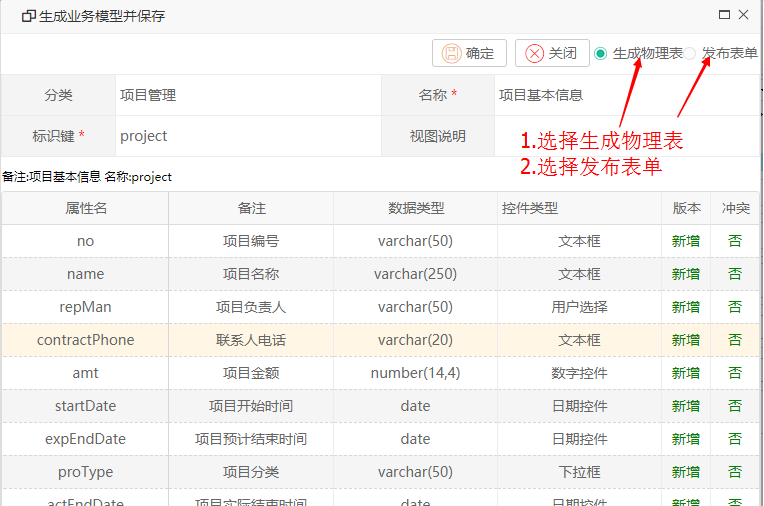 生成业务模型并保存
确定 关闭 生成物理表 发布表单
分类 项目管理 名称 * 项目基本信息
标识键 * project 视图说明
1.选择生成物理表
2.选择发布表单
备注:项目基本信息 名称:project
属性名 备注 数据类型 控件类型 版本 冲突
no 项目编号 varchar(50) 文本框 新增 否
name 项目名称 varchar(250) 文本框 新增 否
repMan 项目负责人 varchar(50) 用户选择 新增 否
contractPhone 联系人电话 varchar(20) 文本框 新增 否
amt 项目金额 number(14,4) 数字控件 新增 否
startDate 项目开始时间 date 日期控件 新增 否
expEndDate 项目预计结束时间 date 日期控件 新增 否
proType 项目分类 varchar(50) 下拉框 新增 否
actEndDate 项目实际结束时间 date 日期控件 新增 否